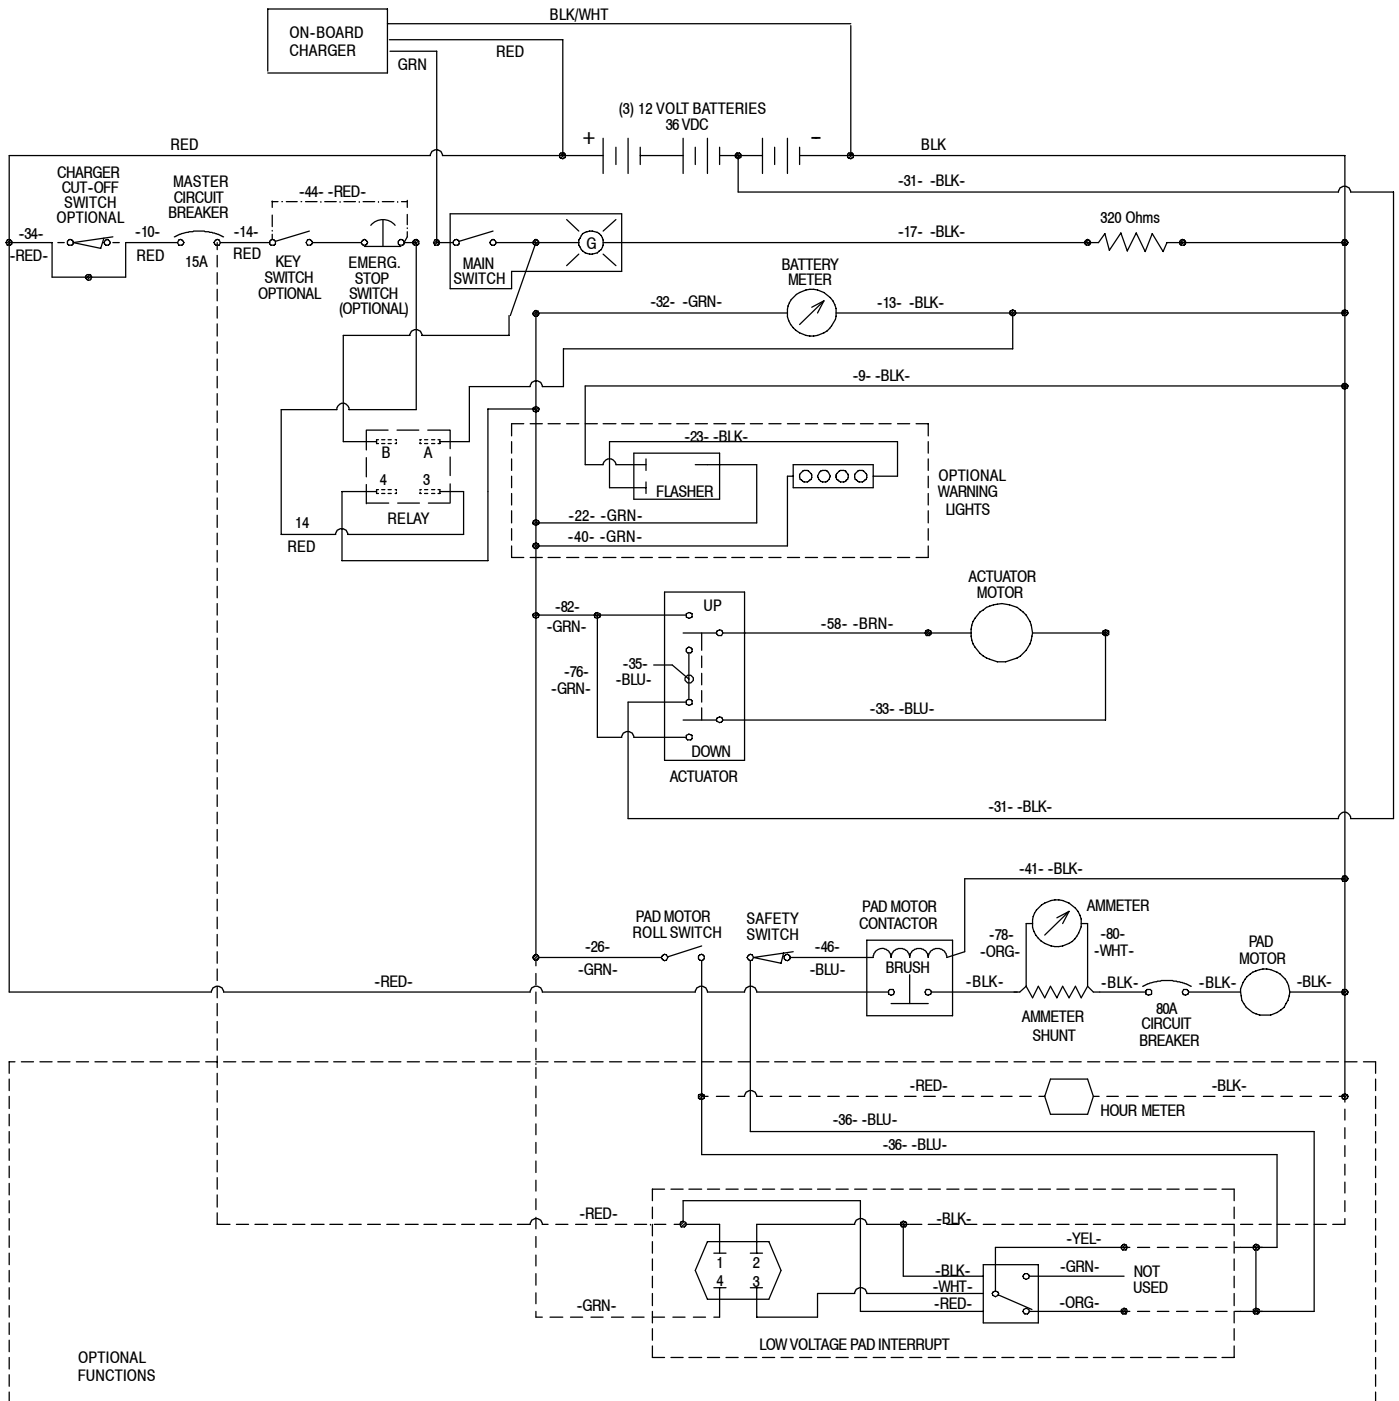 BLK/WHT
ON-BOARD
CHARGER
RED
GRN
(3) 12 VOLT BATTERIES
36 VDC
+
−
RED
BLK
CHARGER
CUT-OFF
SWITCH
OPTIONAL
MASTER
CIRCUIT
BREAKER
-44- -RED-
-31- -BLK-
-34-
-RED-
-10-
RED
15A
-14-
RED
KEY
SWITCH
OPTIONAL
EMERG.
STOP
SWITCH
(OPTIONAL)
MAIN
SWITCH
G
-17- -BLK-
320 Ohms
BATTERY
METER
-32- -GRN-
-13- -BLK-
-9- -BLK-
B
A
4
3
RELAY
14
RED
-23- -BLK-
FLASHER
-22- -GRN-
-40- -GRN-
OPTIONAL
WARNING
LIGHTS
ACTUATOR
MOTOR
-82-
-GRN-
UP
-58- -BRN-
-76-
-GRN-
-35-
-BLU-
-33- -BLU-
DOWN
ACTUATOR
-31- -BLK-
-41- -BLK-
PAD MOTOR
ROLL SWITCH
SAFETY
SWITCH
PAD MOTOR
CONTACTOR
AMMETER
-26-
-GRN-
-46-
-BLU-
BRUSH
-78-
-ORG-
-80-
-WHT-
PAD
MOTOR
-RED-
-BLK-
-BLK-
-BLK-
-BLK-
AMMETER
SHUNT
80A
CIRCUIT
BREAKER
-RED-
-BLK-
HOUR METER
-36- -BLU-
-36- -BLU-
-RED-
-BLK-
1
2
4
3
-YEL-
-BLK-
-WHT-
-RED-
-GRN-
NOT
USED
-ORG-
-GRN-
LOW VOLTAGE PAD INTERRUPT
OPTIONAL
FUNCTIONS